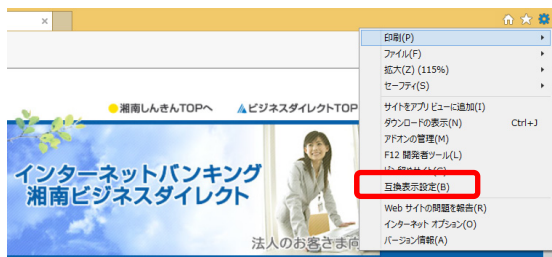 ×
印刷(P)
ファイル(F)
拡大(Z) (115%)
セーフティ(S)
サイトをアプリ ビューに追加(I)
ダウンロードの表示(N) Ctrl+J
アドオンの管理(M)
F12 開発者ツール(L)
互換表示設定(B)
Web サイトの問題を報告(R)
インターネット オプション(O)
バージョン情報(A)
湘南しんきんTOPへ
ビジネスダイレクトTOP
インターネットバンキング
湘南ビジネスダイレクト
法人のお客さま向